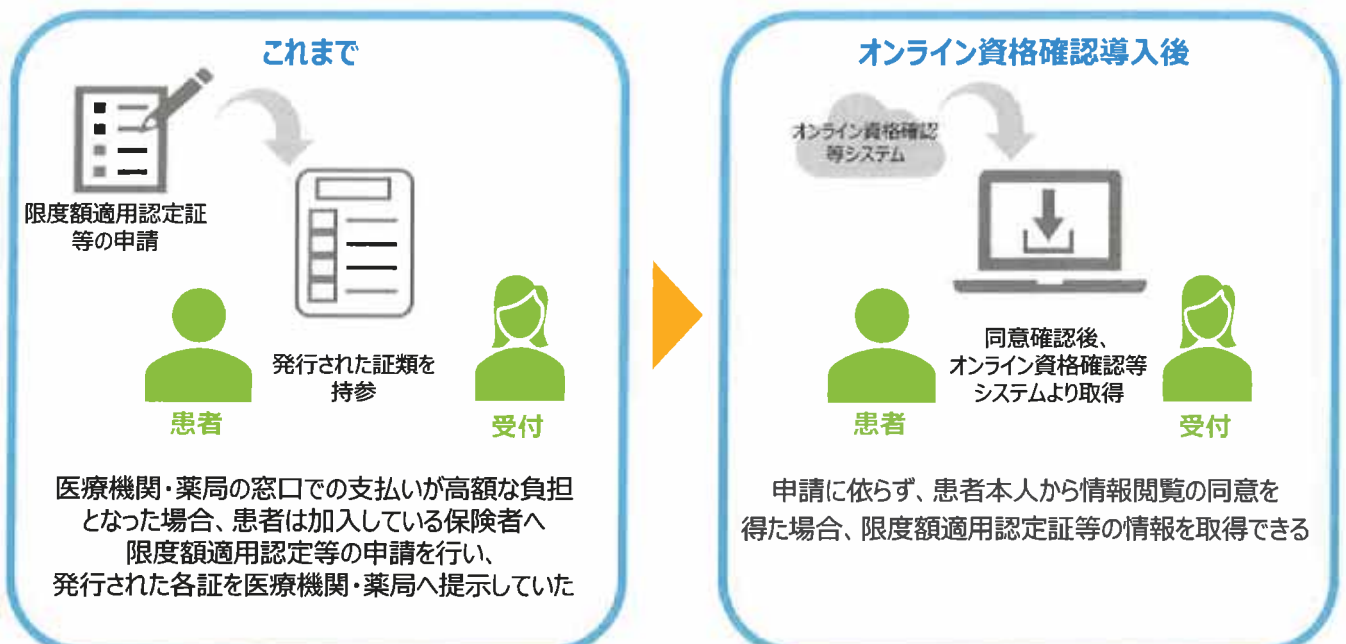 これまで
限度額適用認定証
等の申請
発行された証類を
持参
患者
受付
医療機関・薬局の窓口での支払いが高額な負担
となった場合、患者は加入している保険者へ
限度額適用認定等の申請を行い、
発行された各証を医療機関・薬局へ提示していた
オンライン資格確認導入後
オンライン資格確認
等システム
同意確認後、
オンライン資格確認等
システムより取得
患者
受付
申請に依らず、患者本人から情報閲覧の同意を
得た場合、限度額適用認定証等の情報を取得できる